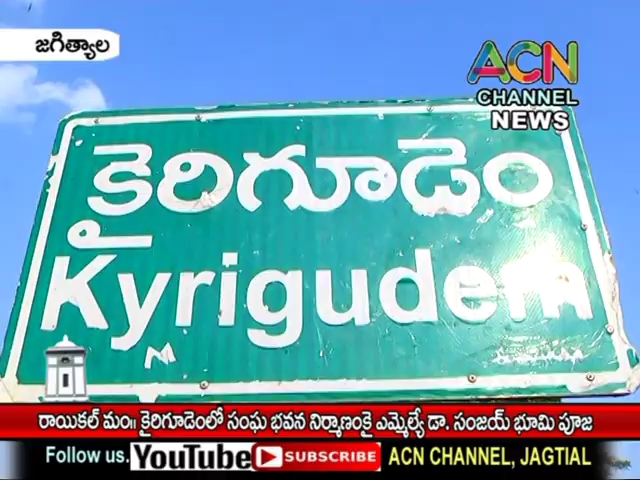 జగిత్యాల
ACN
CHANNEL
NEWS
కైరిగూడెం
Kyrigudem
రాయికల్ మం॥ కైరిగూడెంలో సంఘ భవన నిర్మాణంకై ఎమ్మెల్యే డా. సంజయ్ భూమి పూజ
Follow us. YouTube SUBSCRIBE ACN CHANNEL, JAGTIAL